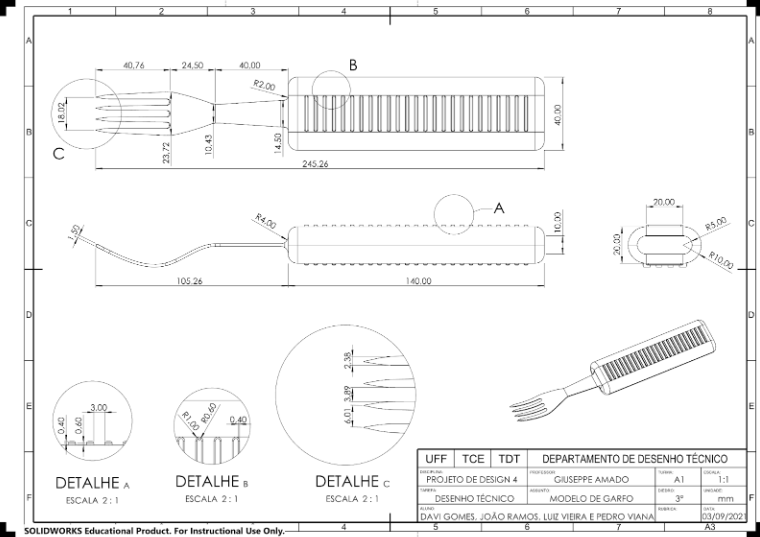 1 2 3 4 5 6 7 8
A A
40,76 24,50 40,00
B
R2,00
18,02
40,00
B B
C
23,72
10,43
14,50
245.26
C C
A
20,00
R4,00
10,00
1,50
20,00
R5,00
R10,00
105.26 140.00
D D
2,38
3,89
6,01
3,00
0,40
0,60
R1,00
R0,60
0,40
E E
DETALHE A
ESCALA 2 : 1
DETALHE B
ESCALA 2 : 1
DETALHE C
ESCALA 2 : 1
F F
UFF TCE TDT DEPARTAMENTO DE DESENHO TÉCNICO
DISCIPLINA PROFESSOR TURMA ESCALA
PROJETO DE DESIGN 4 GIUSEPPE AMADO A1 1:1
TAREFA ASSUNTO DIEDRO UNIDADE
DESENHO TÉCNICO MODELO DE GARFO 3º mm
ALUNO RUBRICA DATA
DAVI GOMES, JOÃO RAMOS, LUIZ VIEIRA E PEDRO VIANA 03/09/2021
4 5 6 7 A3
SOLIDWORKS Educational Product. For Instructional Use Only.